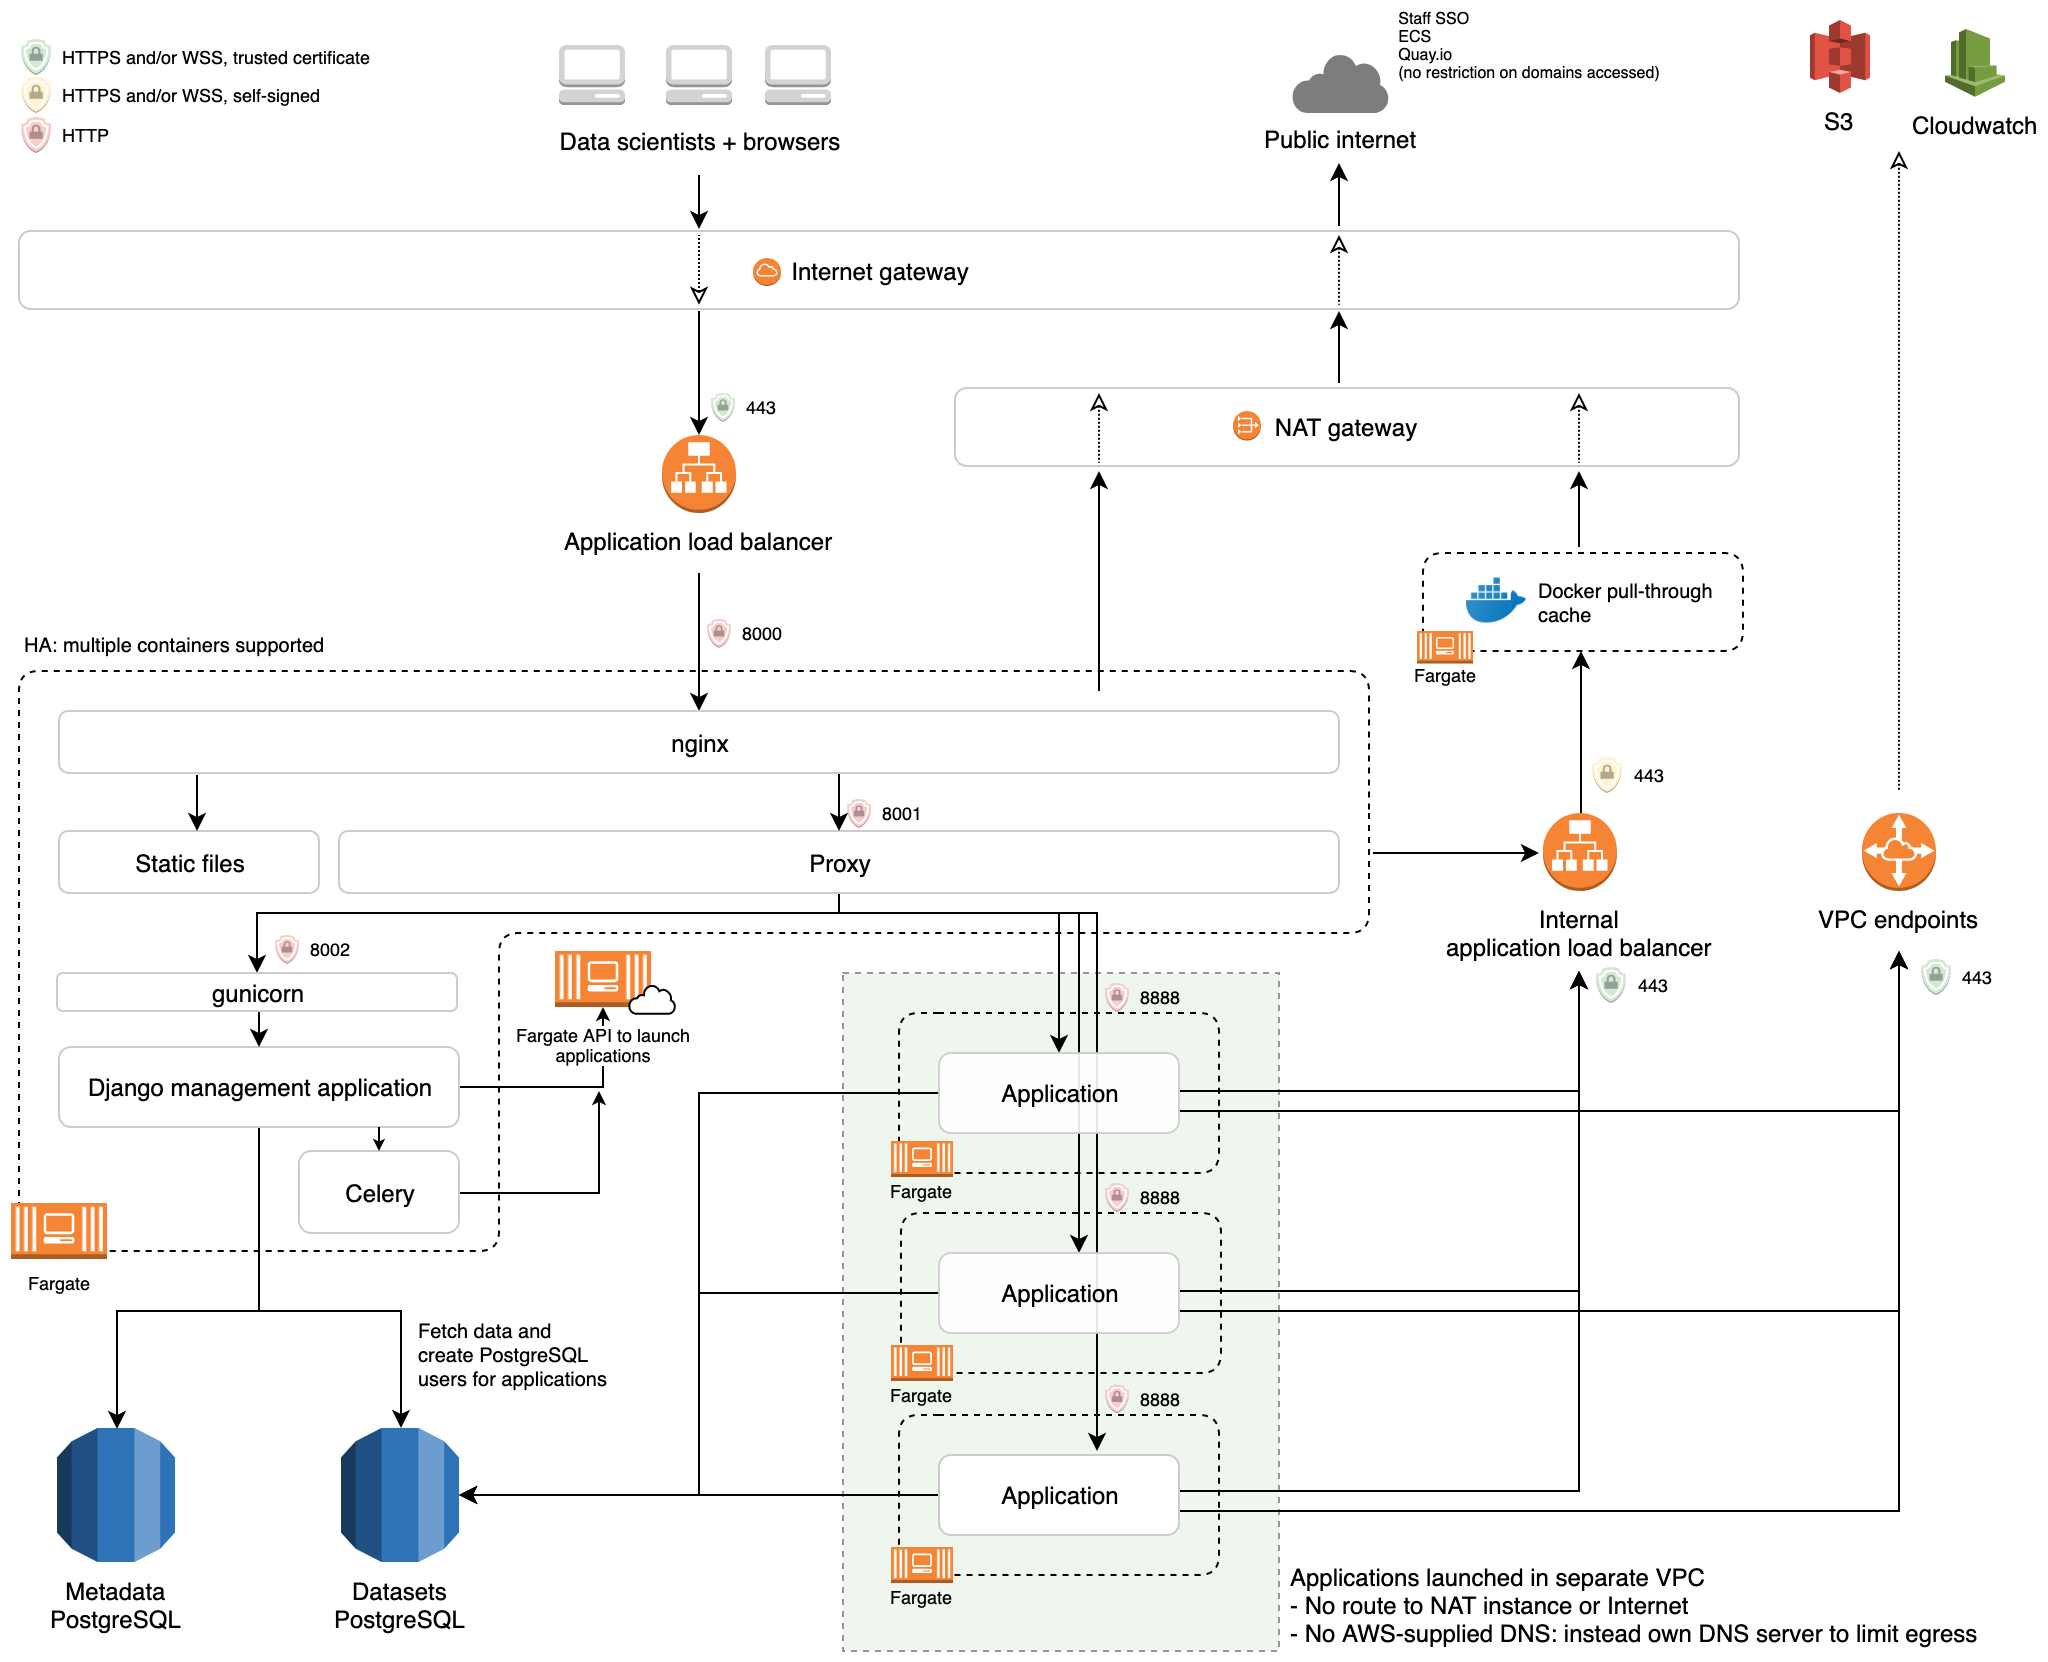 HTTPS and/or WSS, trusted certificate
HTTPS and/or WSS, self-signed
HTTP
Data scientists + browsers
Staff SSO
ECS
Quay.io
(no restriction on domains accessed)
Public internet
S3
Cloudwatch
Internet gateway
443
NAT gateway
Application load balancer
Docker pull-through
cache
Fargate
8000
HA: multiple containers supported
nginx
443
8001
Static files
Proxy
Internal
application load balancer
VPC endpoints
8002
443
443
gunicorn
Fargate API to launch
applications
8888
Django management application
Application
Fargate
Celery
8888
Fargate
Application
Fargate
Fetch data and
create PostgreSQL
users for applications
8888
Application
Fargate
Metadata
PostgreSQL
Datasets
PostgreSQL
Applications launched in separate VPC
- No route to NAT instance or Internet
- No AWS-supplied DNS: instead own DNS server to limit egress